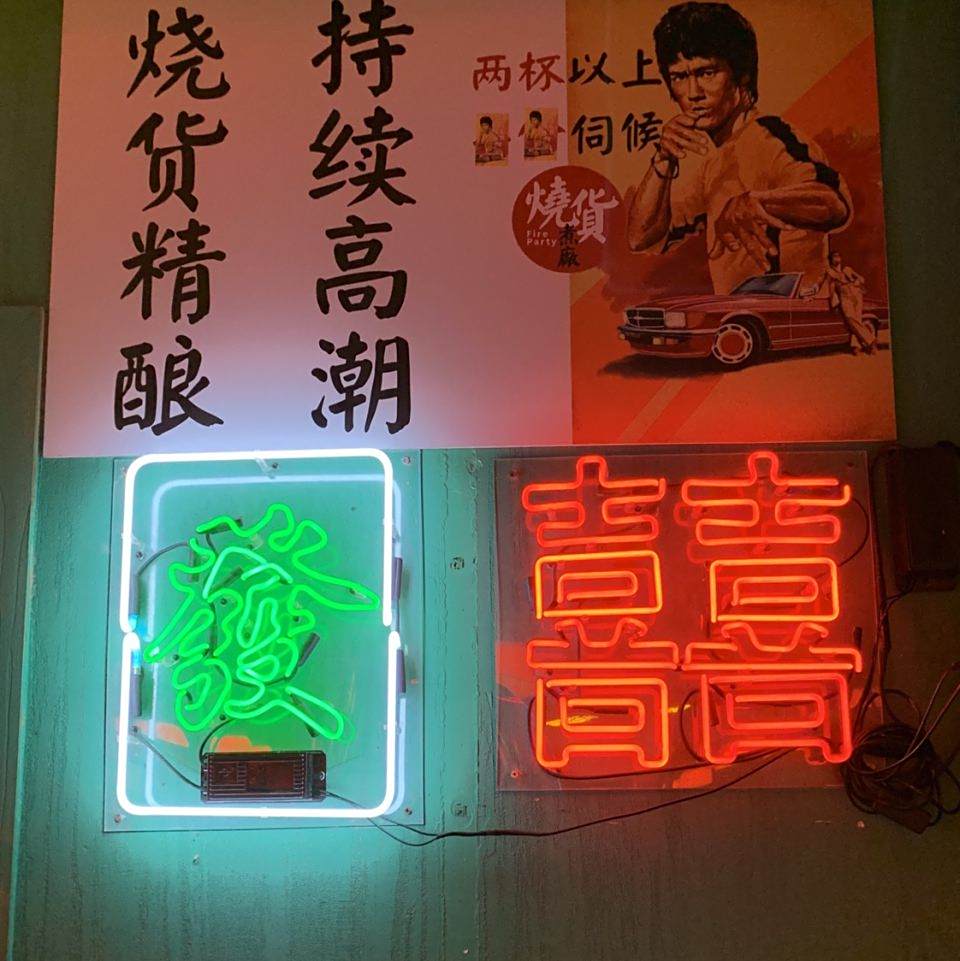 烧货精酿
持续高潮
两杯以上
伺候
燒貨
Fire
Party
發
囍